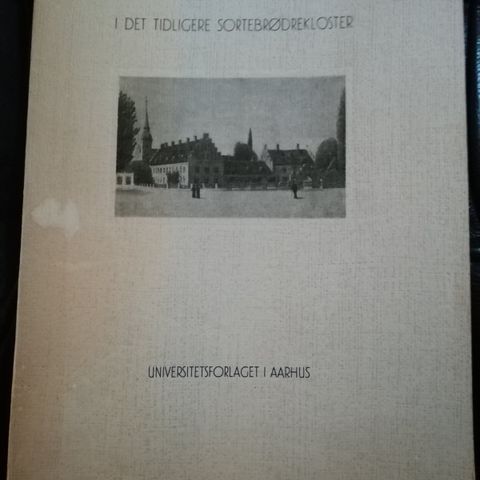 I DET TIDLIGERE SORTEBRØDREKLOSTER
UNIVERSITETSFORLAGET I AARHUS